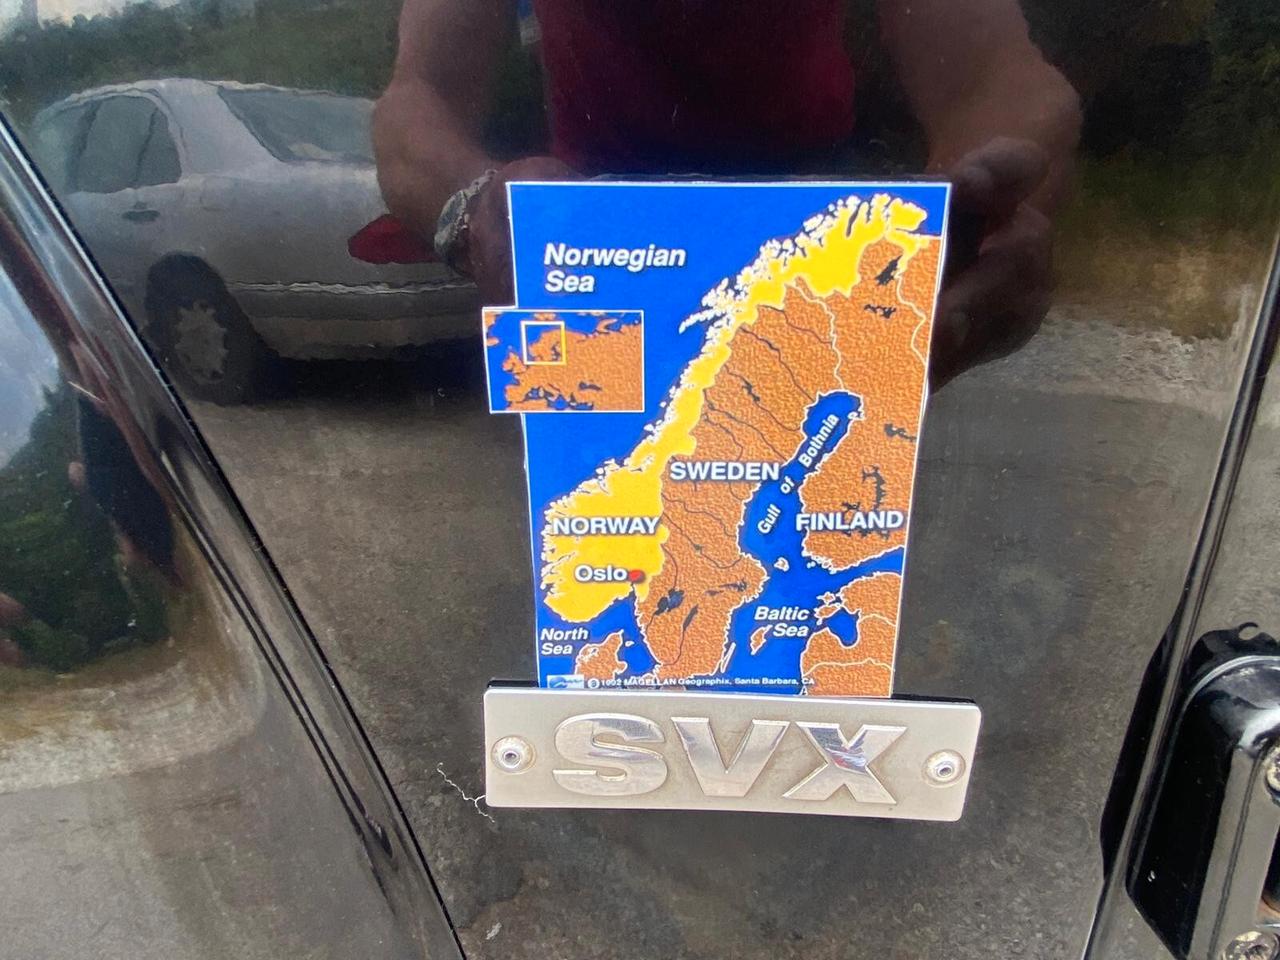 Norwegian
Sea
SWEDEN
Gulf of Bothnia
NORWAY
FINLAND
Oslo
North
Sea
Baltic
Sea
© 1992 MAGELLAN Geographix, Santa Barbara, CA
SVX